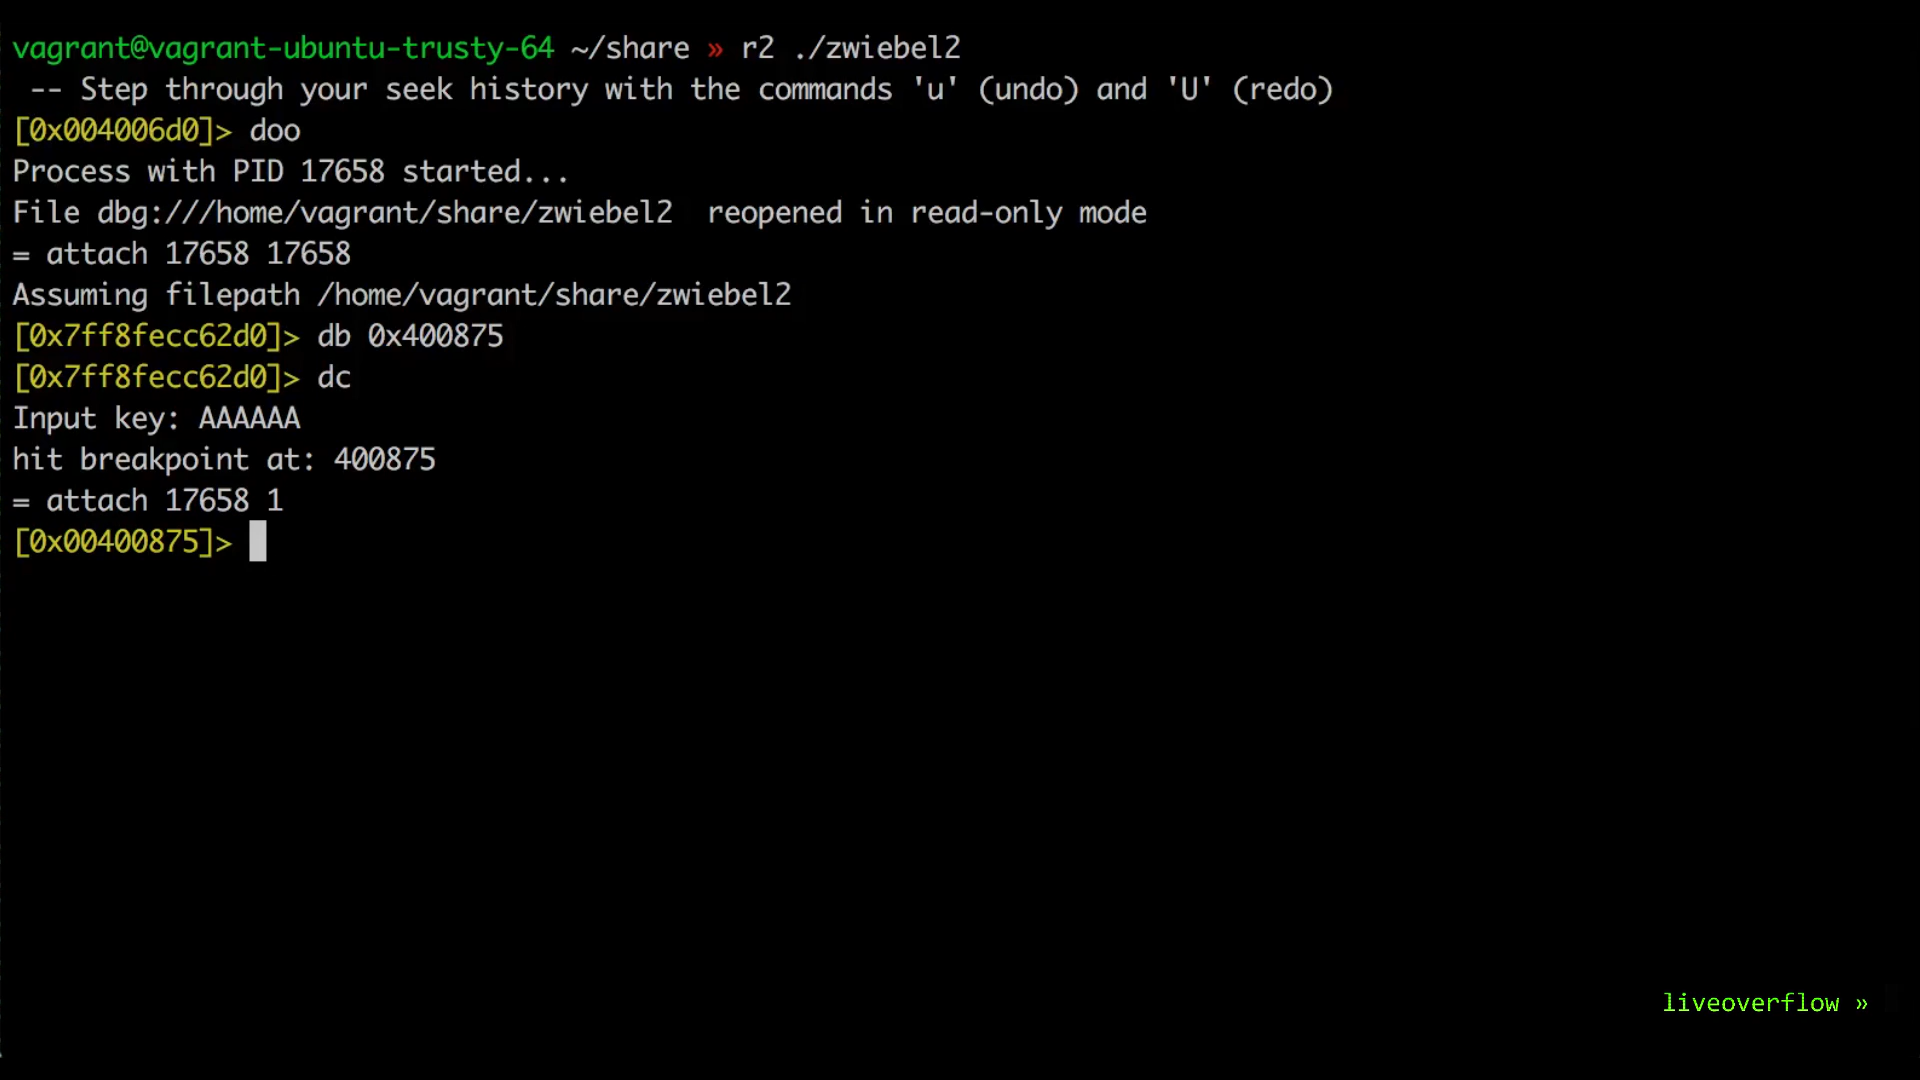 vagrant@vagrant-ubuntu-trusty-64 ~/share » r2 ./zwiebel2
 -- Step through your seek history with the commands 'u' (undo) and 'U' (redo)
[0x004006d0]> doo
Process with PID 17658 started...
File dbg:///home/vagrant/share/zwiebel2  reopened in read-only mode
= attach 17658 17658
Assuming filepath /home/vagrant/share/zwiebel2
[0x7ff8fecc62d0]> db 0x400875
[0x7ff8fecc62d0]> dc
Input key: AAAAAA
hit breakpoint at: 400875
= attach 17658 1
[0x00400875]>
liveoverflow »